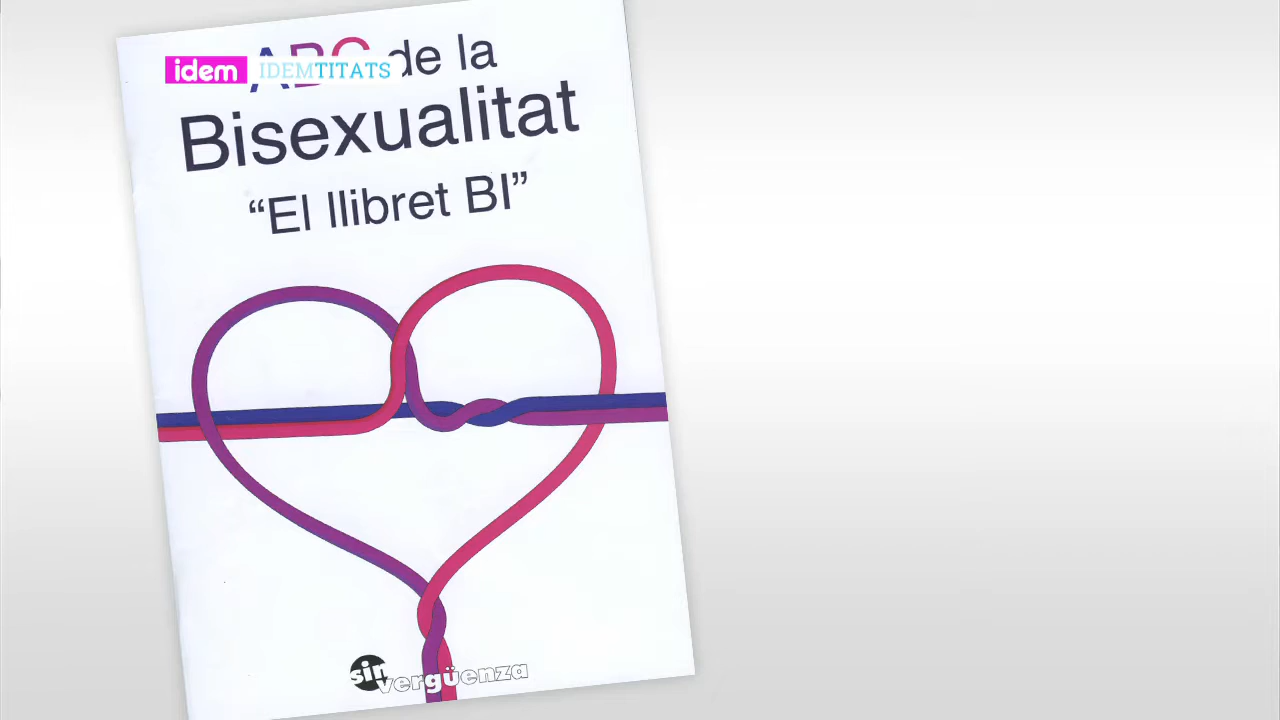 idem IDEMTITATS
ABC de la
Bisexualitat
“El llibret BI”
sin
vergüenza